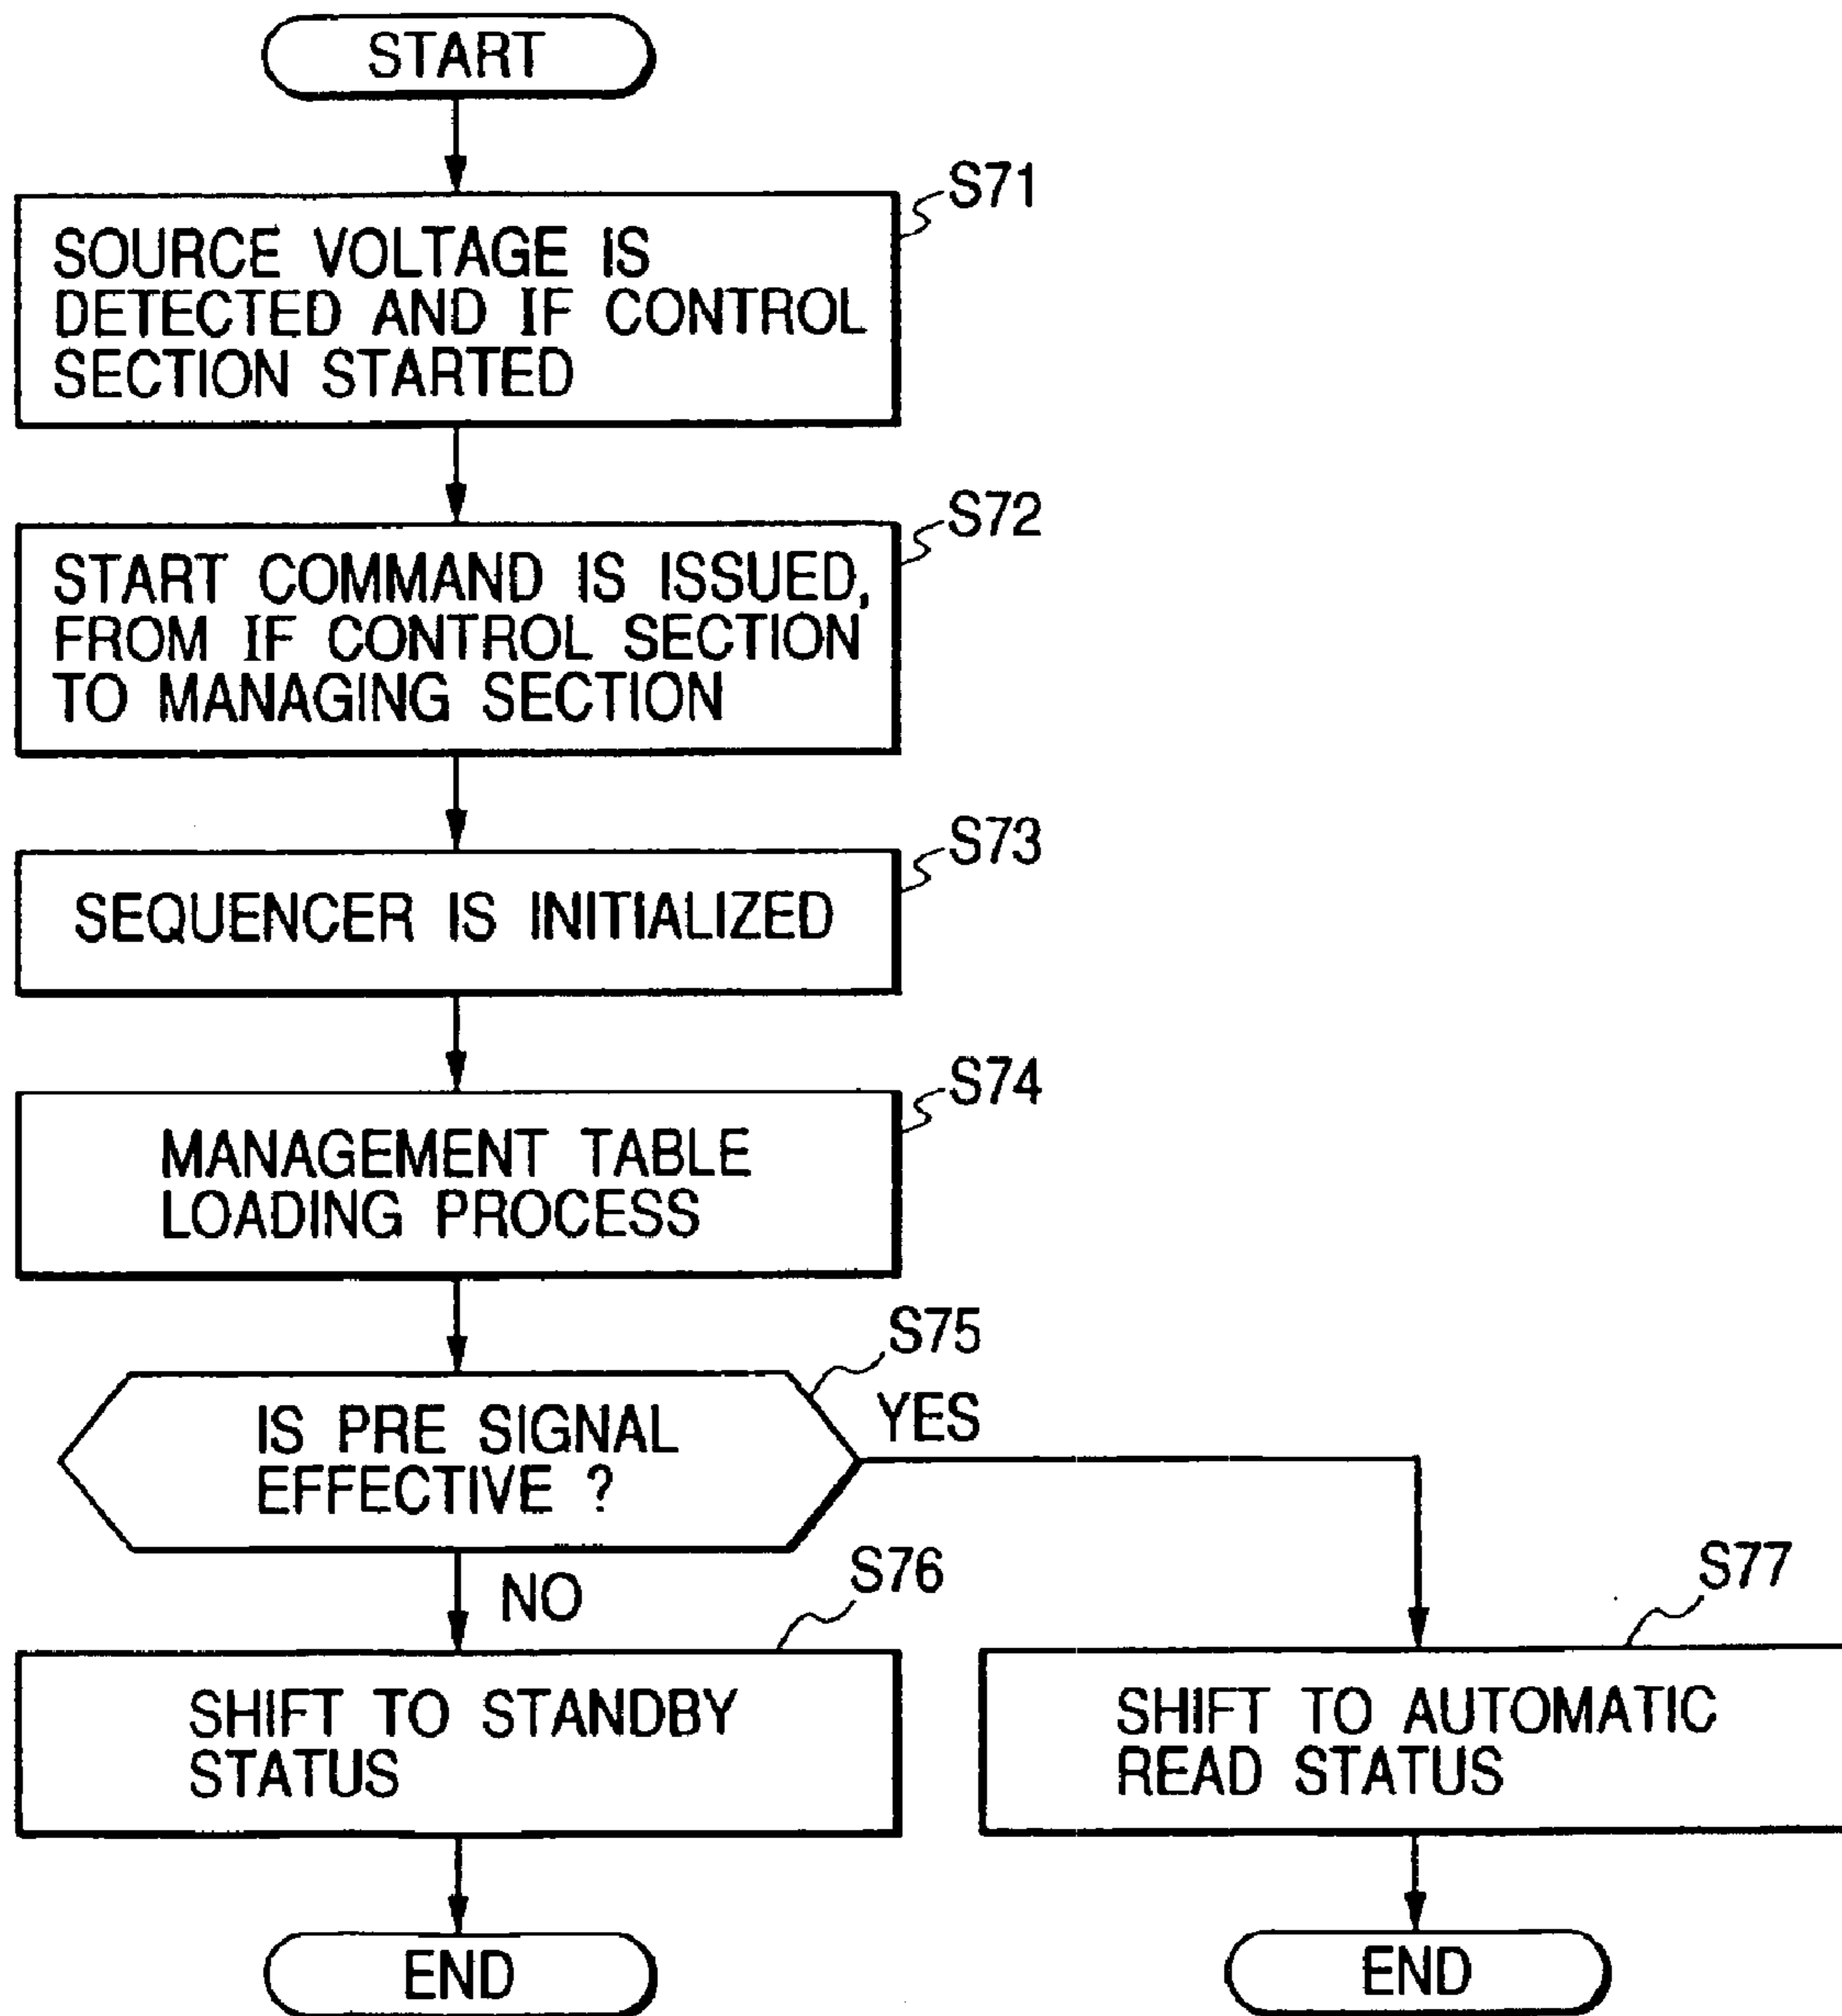 START
S71
SOURCE VOLTAGE IS
DETECTED AND IF CONTROL
SECTION STARTED
S72
START COMMAND IS ISSUED,
FROM IF CONTROL SECTION
TO MANAGING SECTION
S73
SEQUENCER IS INITIALIZED
S74
MANAGEMENT TABLE
LOADING PROCESS
S75
IS PRE SIGNAL
EFFECTIVE ?
YES
NO
S76
SHIFT TO STANDBY
STATUS
S77
SHIFT TO AUTOMATIC
READ STATUS
END
END